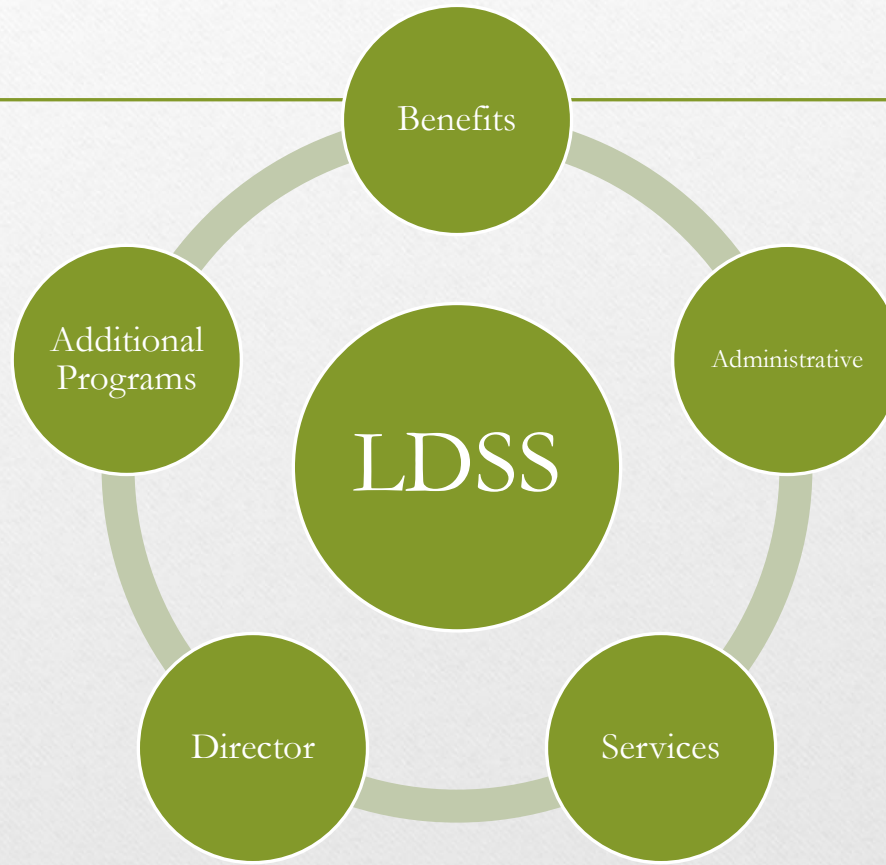 Benefits
Additional
Programs
Administrative
LDSS
Director
Services